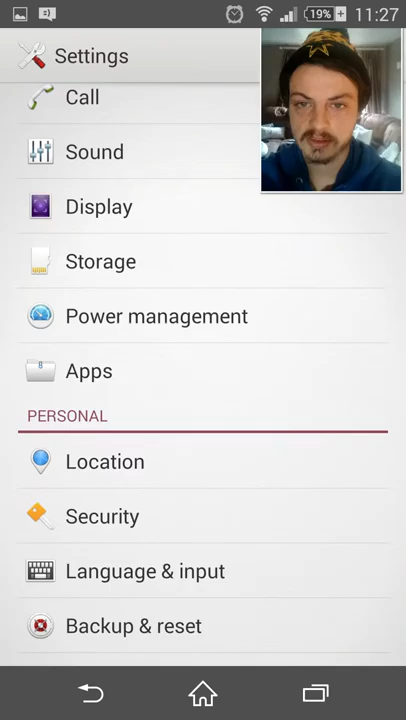 19%
11:27
Settings
Call
Sound
Display
Storage
Power management
Apps
PERSONAL
Location
Security
Language & input
Backup & reset